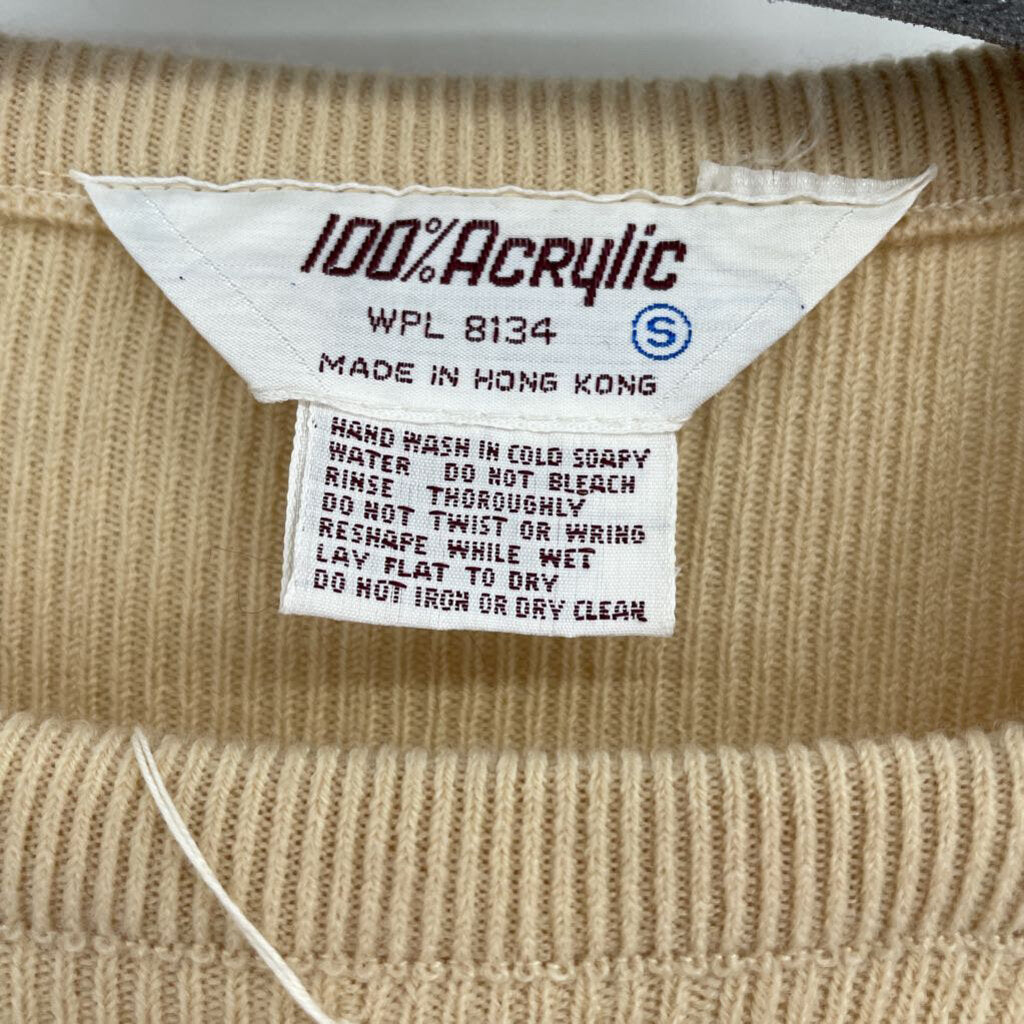 100% Acrylic
WPL 8134 S
MADE IN HONG KONG
HAND WASH IN COLD SOAPY
WATER DO NOT BLEACH
RINSE THOROUGHLY
DO NOT TWIST OR WRING
RESHAPE WHILE WET
LAY FLAT TO DRY
DO NOT IRON OR DRY CLEAN